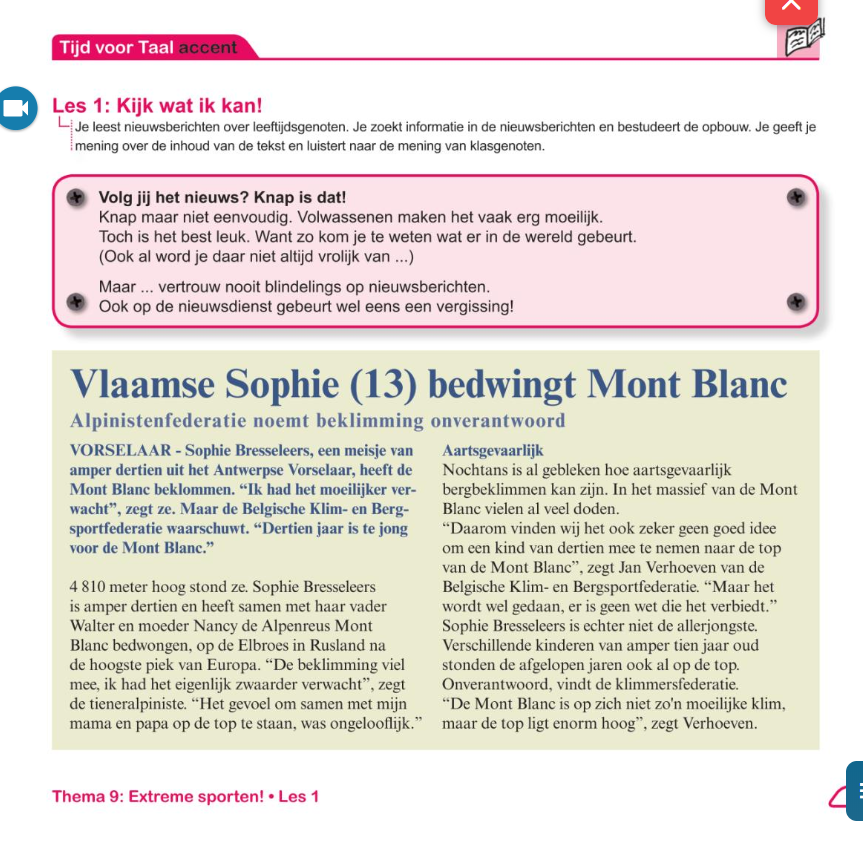 Tijd voor Taal accent
Les 1: Kijk wat ik kan!
Je leest nieuwsberichten over leeftijdsgenoten. Je zoekt informatie in de nieuwsberichten en bestudeert de opbouw. Je geeft je
mening over de inhoud van de tekst en luistert naar de mening van klasgenoten.
Volg jij het nieuws? Knap is dat!
Knap maar niet eenvoudig. Volwassenen maken het vaak erg moeilijk.
Toch is het best leuk. Want zo kom je te weten wat er in de wereld gebeurt.
(Ook al word je daar niet altijd vrolijk van ...)
Maar ... vertrouw nooit blindelings op nieuwsberichten.
Ook op de nieuwsdienst gebeurt wel eens een vergissing!
Vlaamse Sophie (13) bedwingt Mont Blanc
Alpinistenfederatie noemt beklimming onverantwoord
VORSELAAR - Sophie Bresseleers, een meisje van
amper dertien uit het Antwerpse Vorselaar, heeft de
Mont Blanc beklommen. “Ik had het moeilijker ver-
wacht”, zegt ze. Maar de Belgische Klim- en Berg-
sportfederatie waarschuwt. “Dertien jaar is te jong
voor de Mont Blanc.”
4 810 meter hoog stond ze. Sophie Bresseleers
is amper dertien en heeft samen met haar vader
Walter en moeder Nancy de Alpenreus Mont
Blanc bedwongen, op de Elbroes in Rusland na
de hoogste piek van Europa. “De beklimming viel
mee, ik had het eigenlijk zwaarder verwacht”, zegt
de tieneralpiniste. “Het gevoel om samen met mijn
mama en papa op de top te staan, was ongelooflijk.”
Aartsgevaarlijk
Nochtans is al gebleken hoe aartsgevaarlijk
bergbeklimmen kan zijn. In het massief van de Mont
Blanc vielen al veel doden.
“Daarom vinden wij het ook zeker geen goed idee
om een kind van dertien mee te nemen naar de top
van de Mont Blanc”, zegt Jan Verhoeven van de
Belgische Klim- en Bergsportfederatie. “Maar het
wordt wel gedaan, er is geen wet die het verbiedt.”
Sophie Bresseleers is echter niet de allerjongste.
Verschillende kinderen van amper tien jaar oud
stonden de afgelopen jaren ook al op de top.
Onverantwoord, vindt de klimmersfederatie.
“De Mont Blanc is op zich niet zo'n moeilijke klim,
maar de top ligt enorm hoog”, zegt Verhoeven.
Thema 9: Extreme sporten! • Les 1